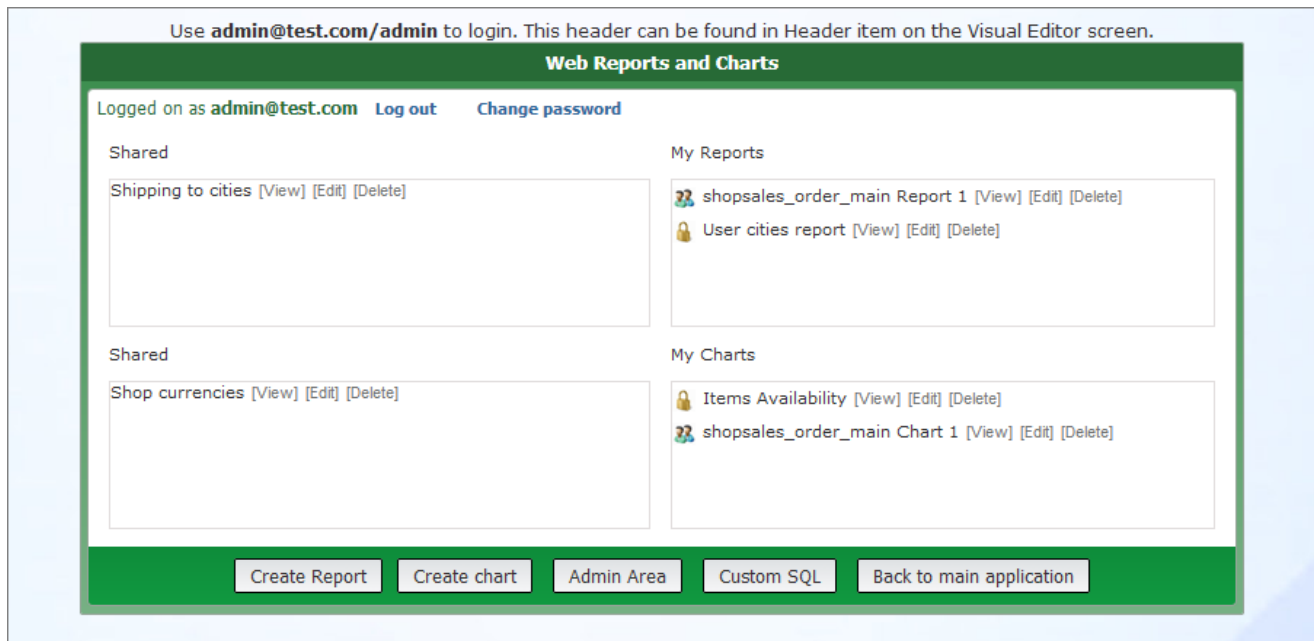 Use admin@test.com/admin to login. This header can be found in Header item on the Visual Editor screen.
Web Reports and Charts
Logged on as admin@test.com Log out Change password
Shared
Shipping to cities [View] [Edit] [Delete]
My Reports
shopsales_order_main Report 1 [View] [Edit] [Delete]
User cities report [View] [Edit] [Delete]
Shared
Shop currencies [View] [Edit] [Delete]
My Charts
Items Availability [View] [Edit] [Delete]
shopsales_order_main Chart 1 [View] [Edit] [Delete]
Create Report Create chart Admin Area Custom SQL Back to main application